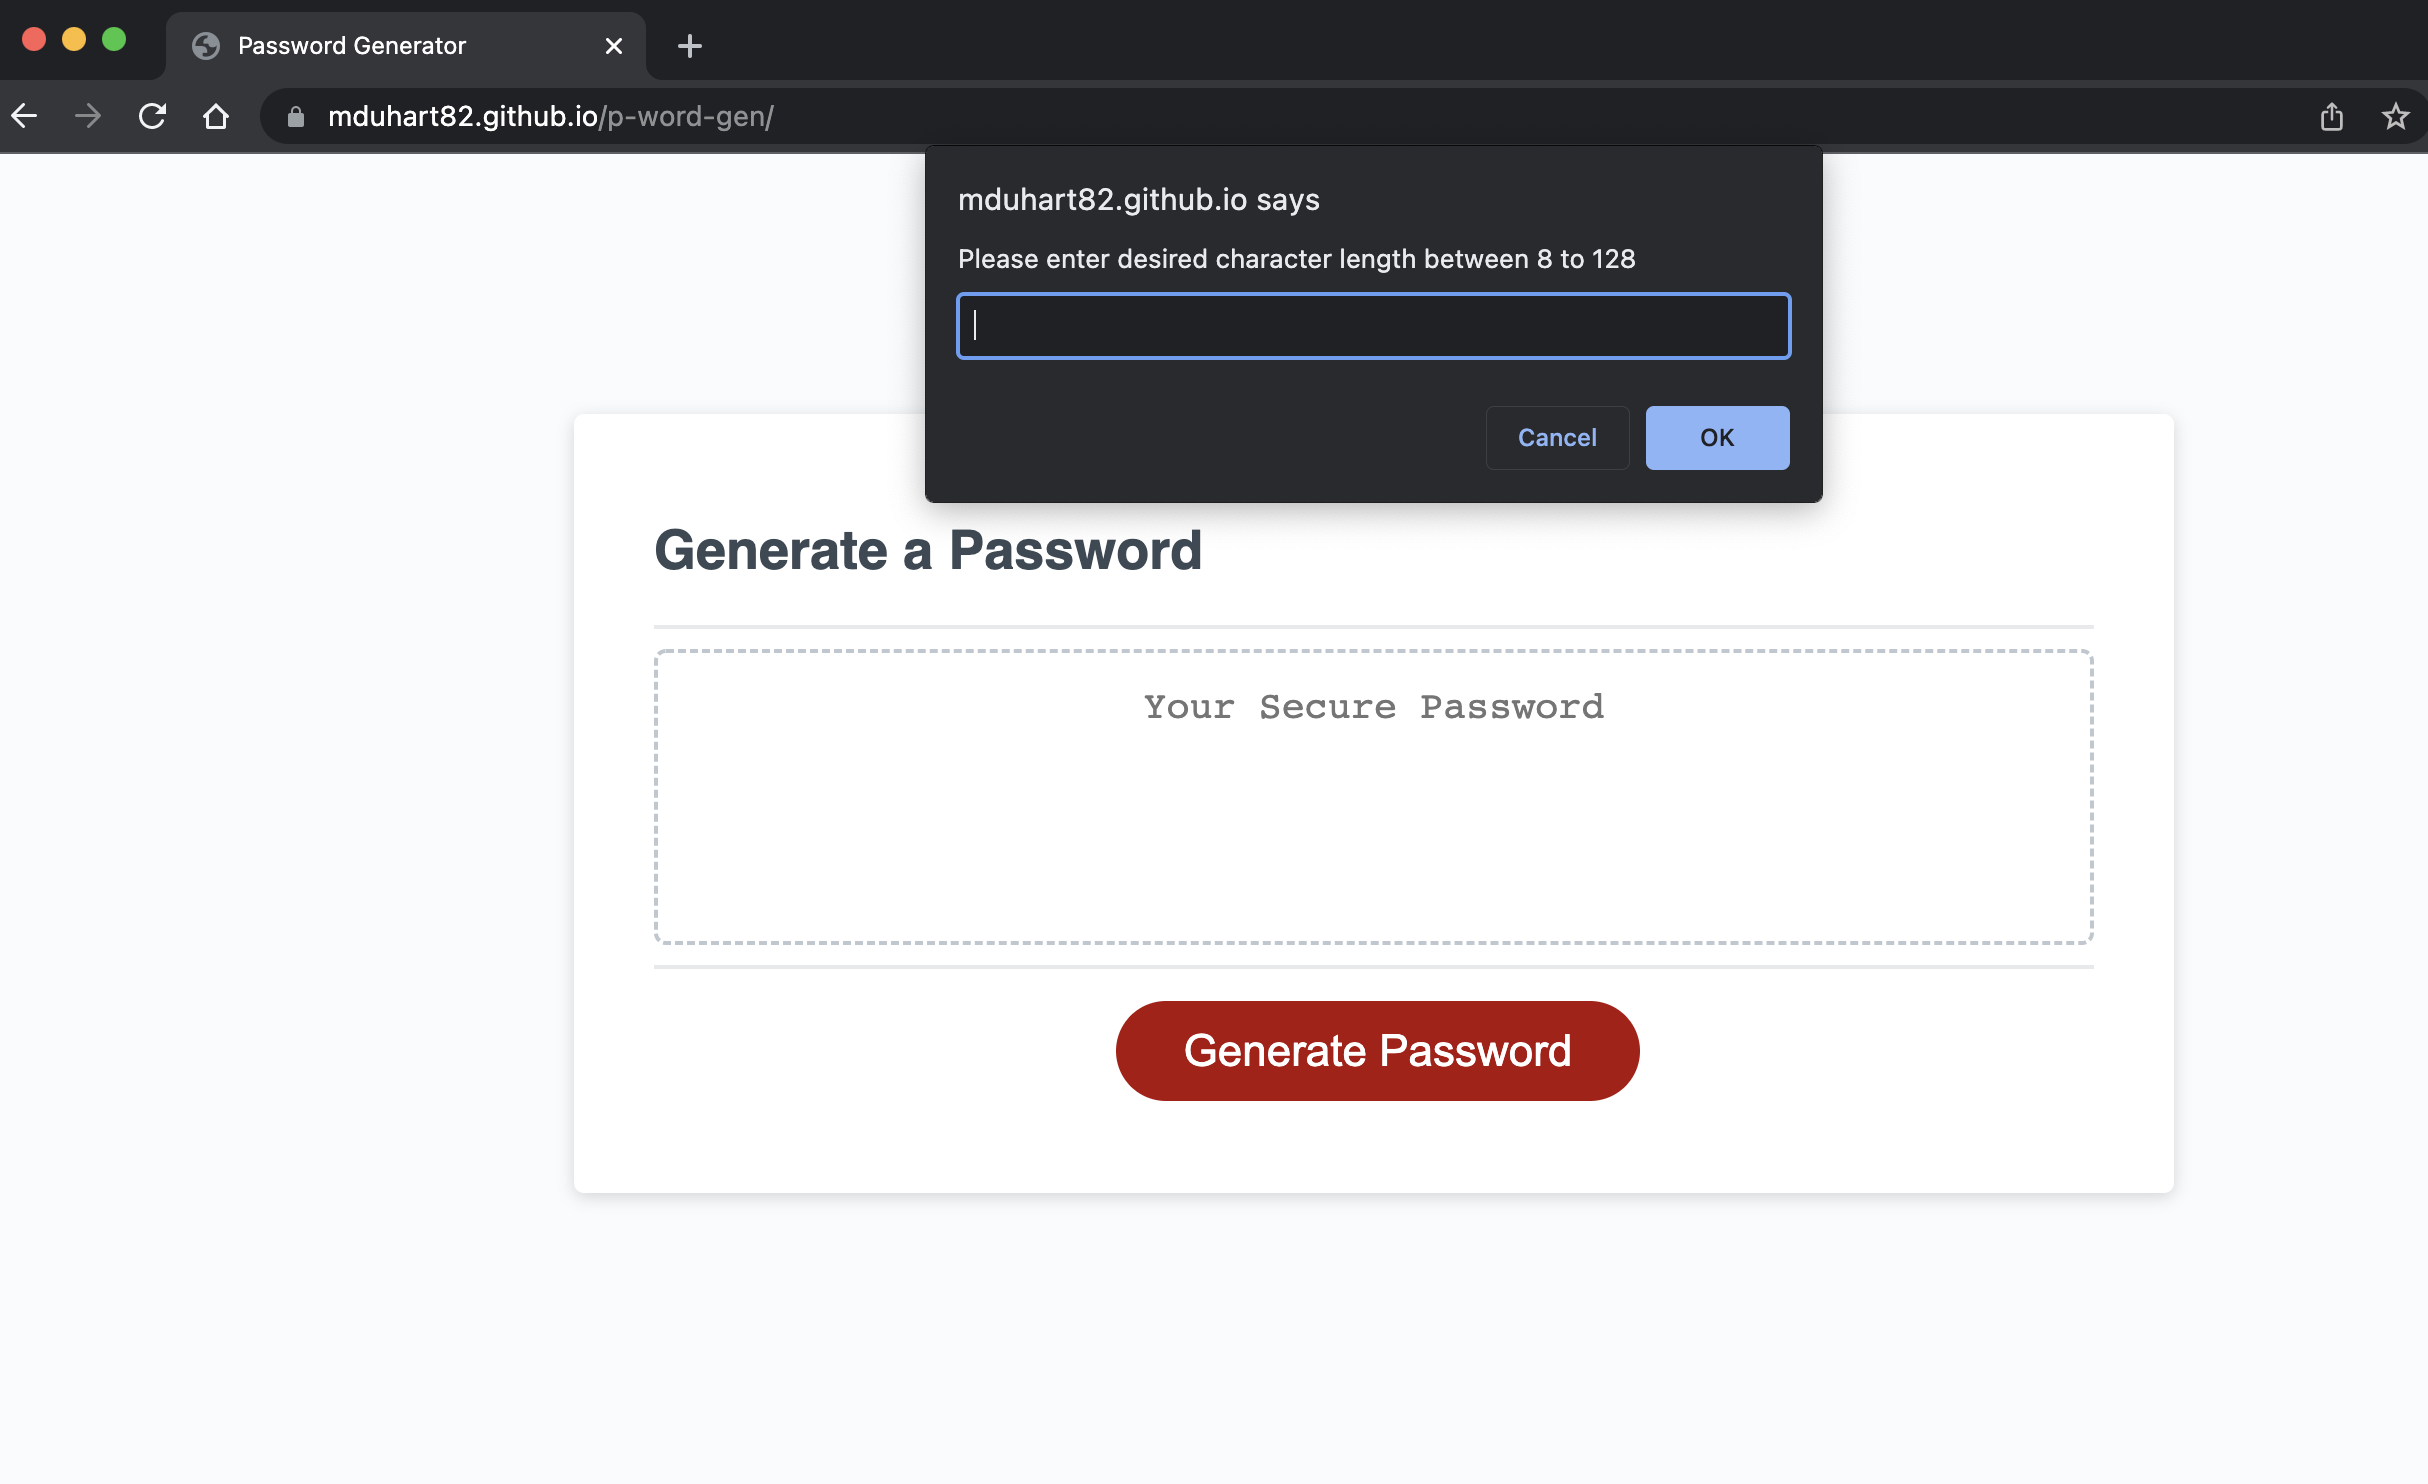 Password Generator
mduhart82.github.io/p-word-gen/
mduhart82.github.io says
Please enter desired character length between 8 to 128
Cancel
OK
Generate a Password
Your Secure Password
Generate Password